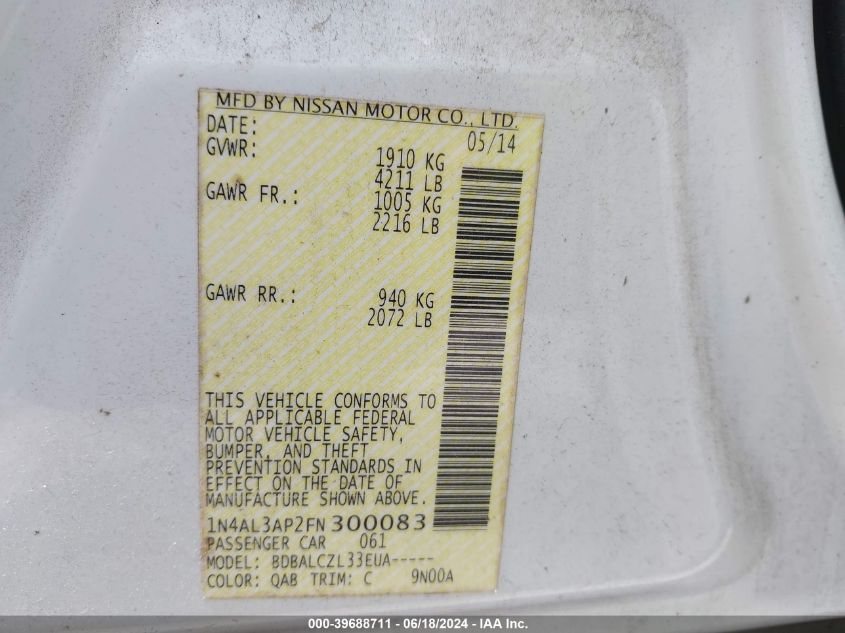 MFD BY NISSAN MOTOR CO., LTD.
DATE: 05/14
GVWR: 1910 KG
4211 LB
GAWR FR.: 1005 KG
2216 LB
GAWR RR.: 940 KG
2072 LB
THIS VEHICLE CONFORMS TO
ALL APPLICABLE FEDERAL
MOTOR VEHICLE SAFETY,
BUMPER, AND THEFT
PREVENTION STANDARDS IN
EFFECT ON THE DATE OF
MANUFACTURE SHOWN ABOVE.
1N4AL3AP2FN300083
PASSENGER CAR 061
MODEL: BDBALCZL33EUA-----
COLOR: QAB TRIM: C 9N00A
000-39688711 - 06/18/2024 - IAA Inc.